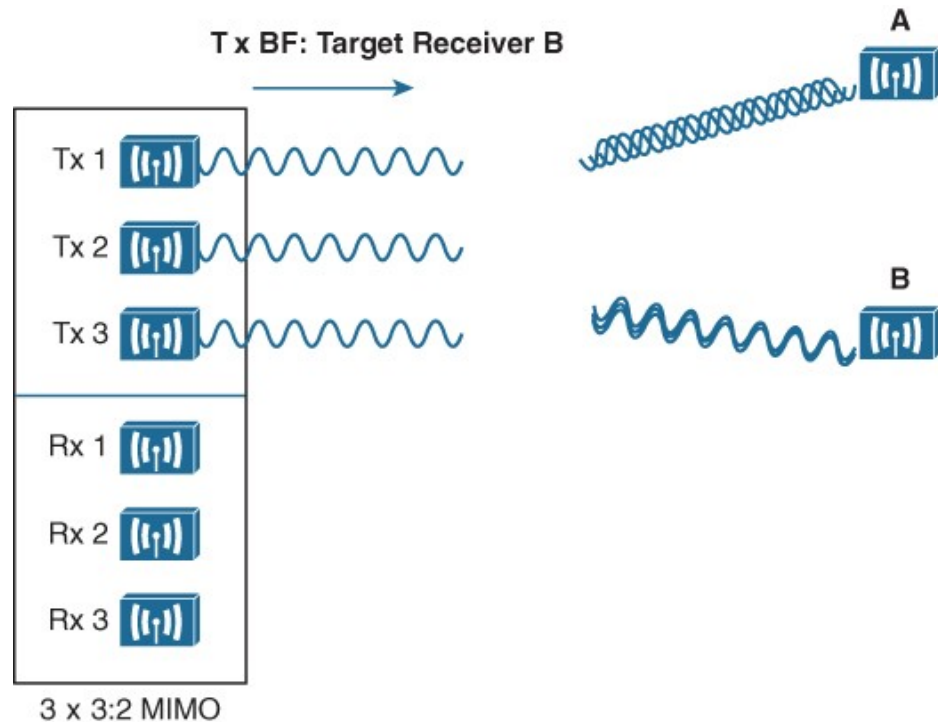 T x BF: Target Receiver B
A
Tx 1
Tx 2
Tx 3
B
Rx 1
Rx 2
Rx 3
3 x 3:2 MIMO